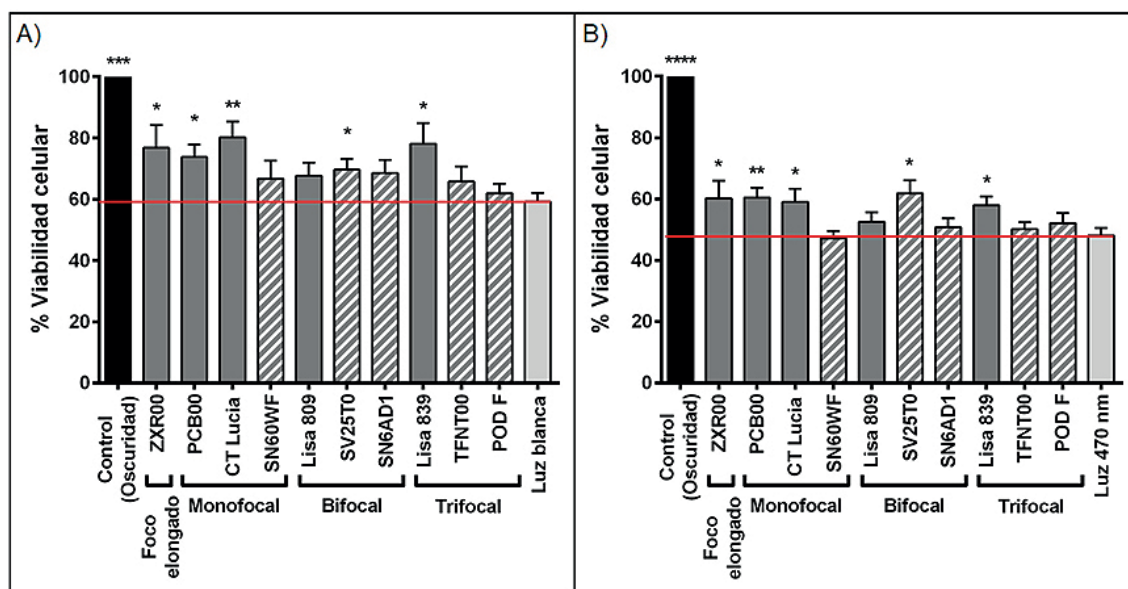 A)
% Viabilidad celular
100
80
60
40
20
0
***
*
*
**
*
*
Control
(Oscuridad)
ZXR00
PCB00
CT Lucia
SN60WF
Lisa 809
SV25T0
SN6AD1
Lisa 839
TFNT00
POD F
Luz blanca
Foco
elongado
Monofocal
Bifocal
Trifocal
B)
% Viabilidad celular
100
80
60
40
20
0
****
*
**
*
*
*
Control
(Oscuridad)
ZXR00
PCB00
CT Lucia
SN60WF
Lisa 809
SV25T0
SN6AD1
Lisa 839
TFNT00
POD F
Luz 470 nm
Foco
elongado
Monofocal
Bifocal
Trifocal